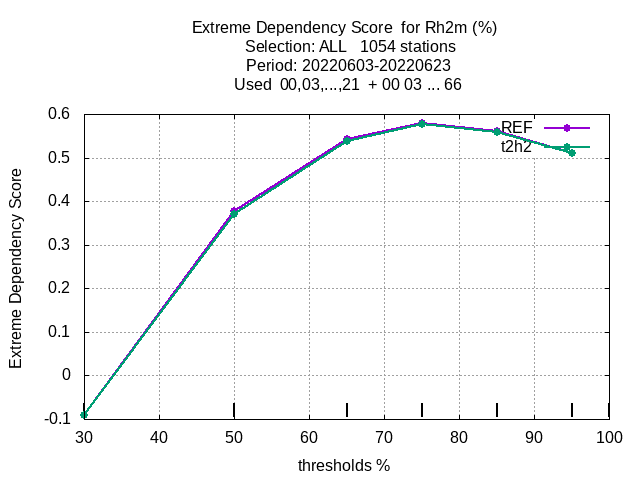 Extreme Dependency Score  for Rh2m (%)
Selection: ALL   1054 stations
Period: 20220603-20220623
Used  00,03,...,21  + 00 03 ... 66
REF
t2h2
Extreme Dependency Score
0.6
0.5
0.4
0.3
0.2
0.1
0
-0.1
30 40 50 60 70 80 90 100
thresholds %